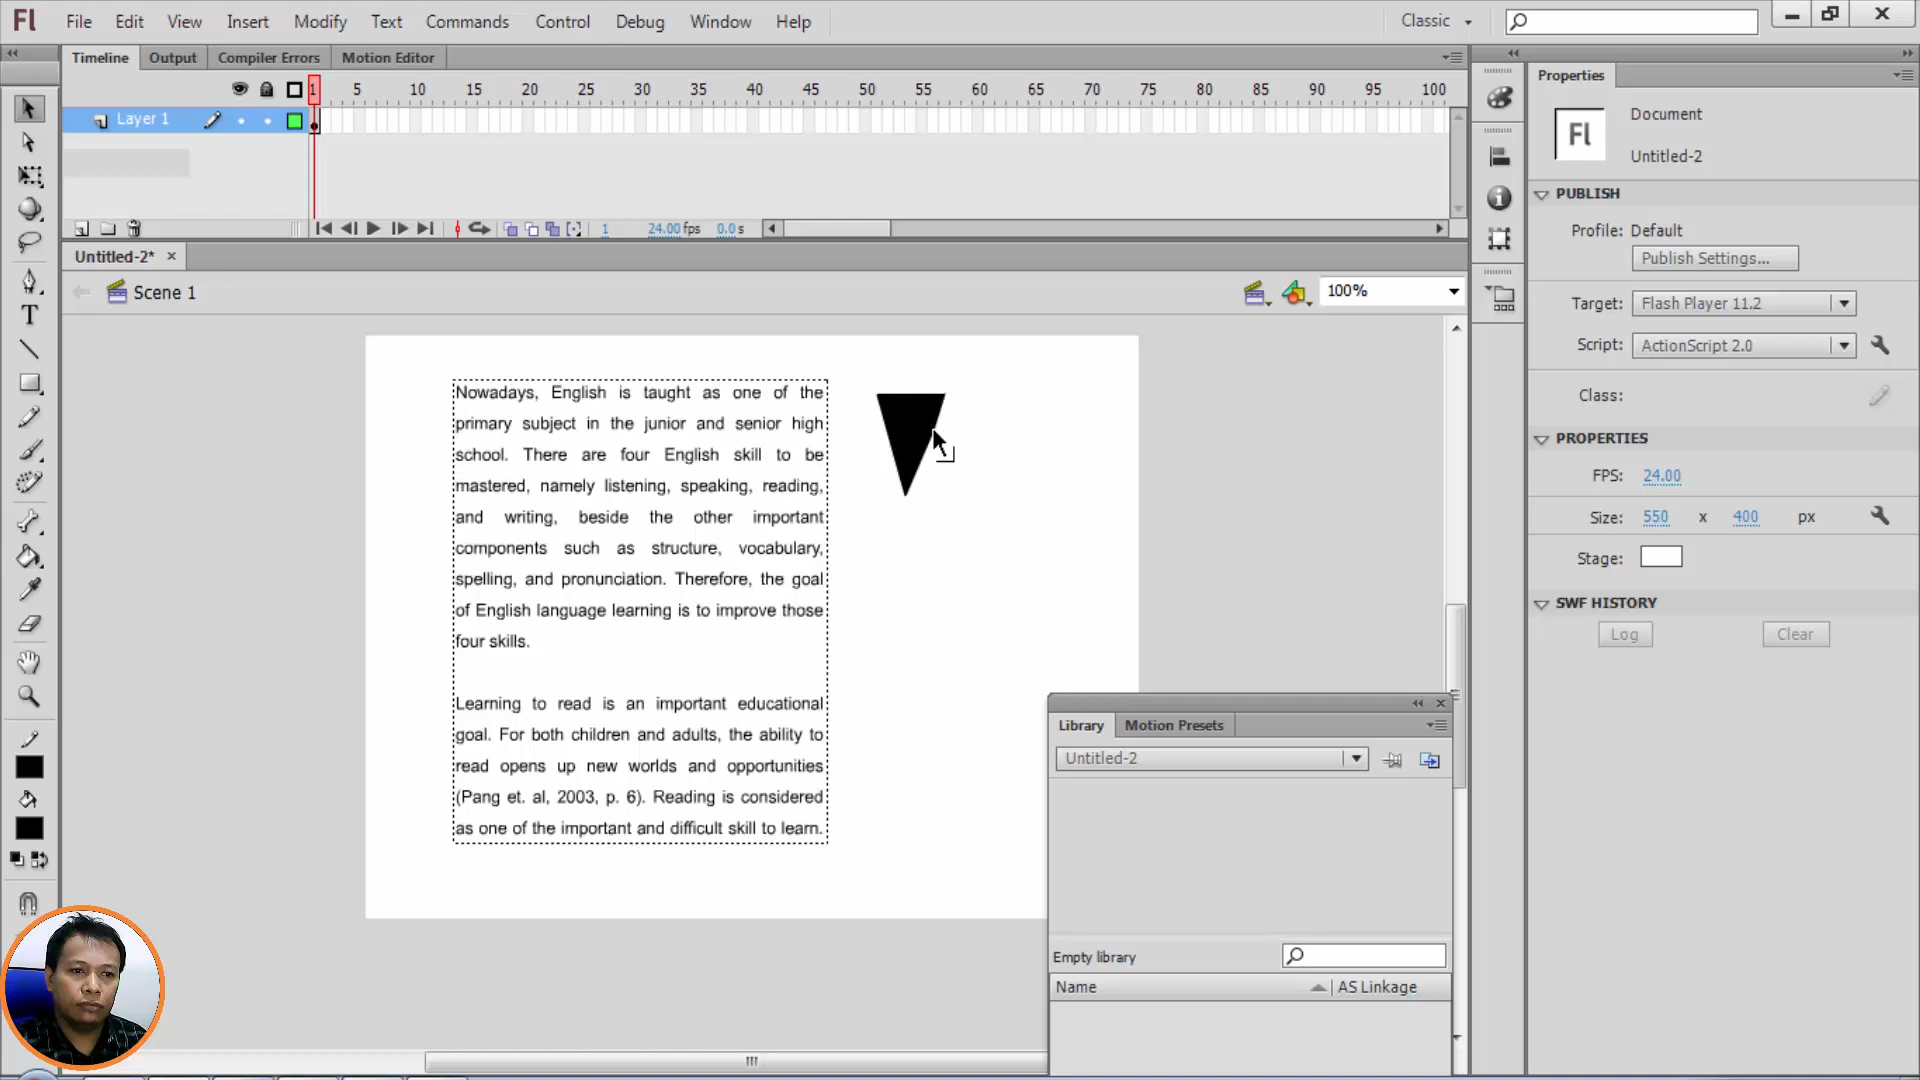 Fl File Edit View Insert Modify Text Commands Control Debug Window Help Classic
Timeline Output Compiler Errors Motion Editor
1 5 10 15 20 25 30 35 40 45 50 55 60 65 70 75 80 85 90 95 100
Layer 1
1 24.00 fps 0.0 s
Untitled-2*
Scene 1
100%
Nowadays, English is taught as one of the
primary subject in the junior and senior high
school. There are four English skill to be
mastered, namely listening, speaking, reading,
and writing, beside the other important
components such as structure, vocabulary,
spelling, and pronunciation. Therefore, the goal
of English language learning is to improve those
four skills.
Learning to read is an important educational
goal. For both children and adults, the ability to
read opens up new worlds and opportunities
(Pang et. al, 2003, p. 6). Reading is considered
as one of the important and difficult skill to learn.
Library Motion Presets
Untitled-2
Empty library
Name AS Linkage
Properties
Fl
Document
Untitled-2
PUBLISH
Profile: Default
Publish Settings...
Target: Flash Player 11.2
Script: ActionScript 2.0
Class:
PROPERTIES
FPS: 24.00
Size: 550 x 400 px
Stage:
SWF HISTORY
Log Clear